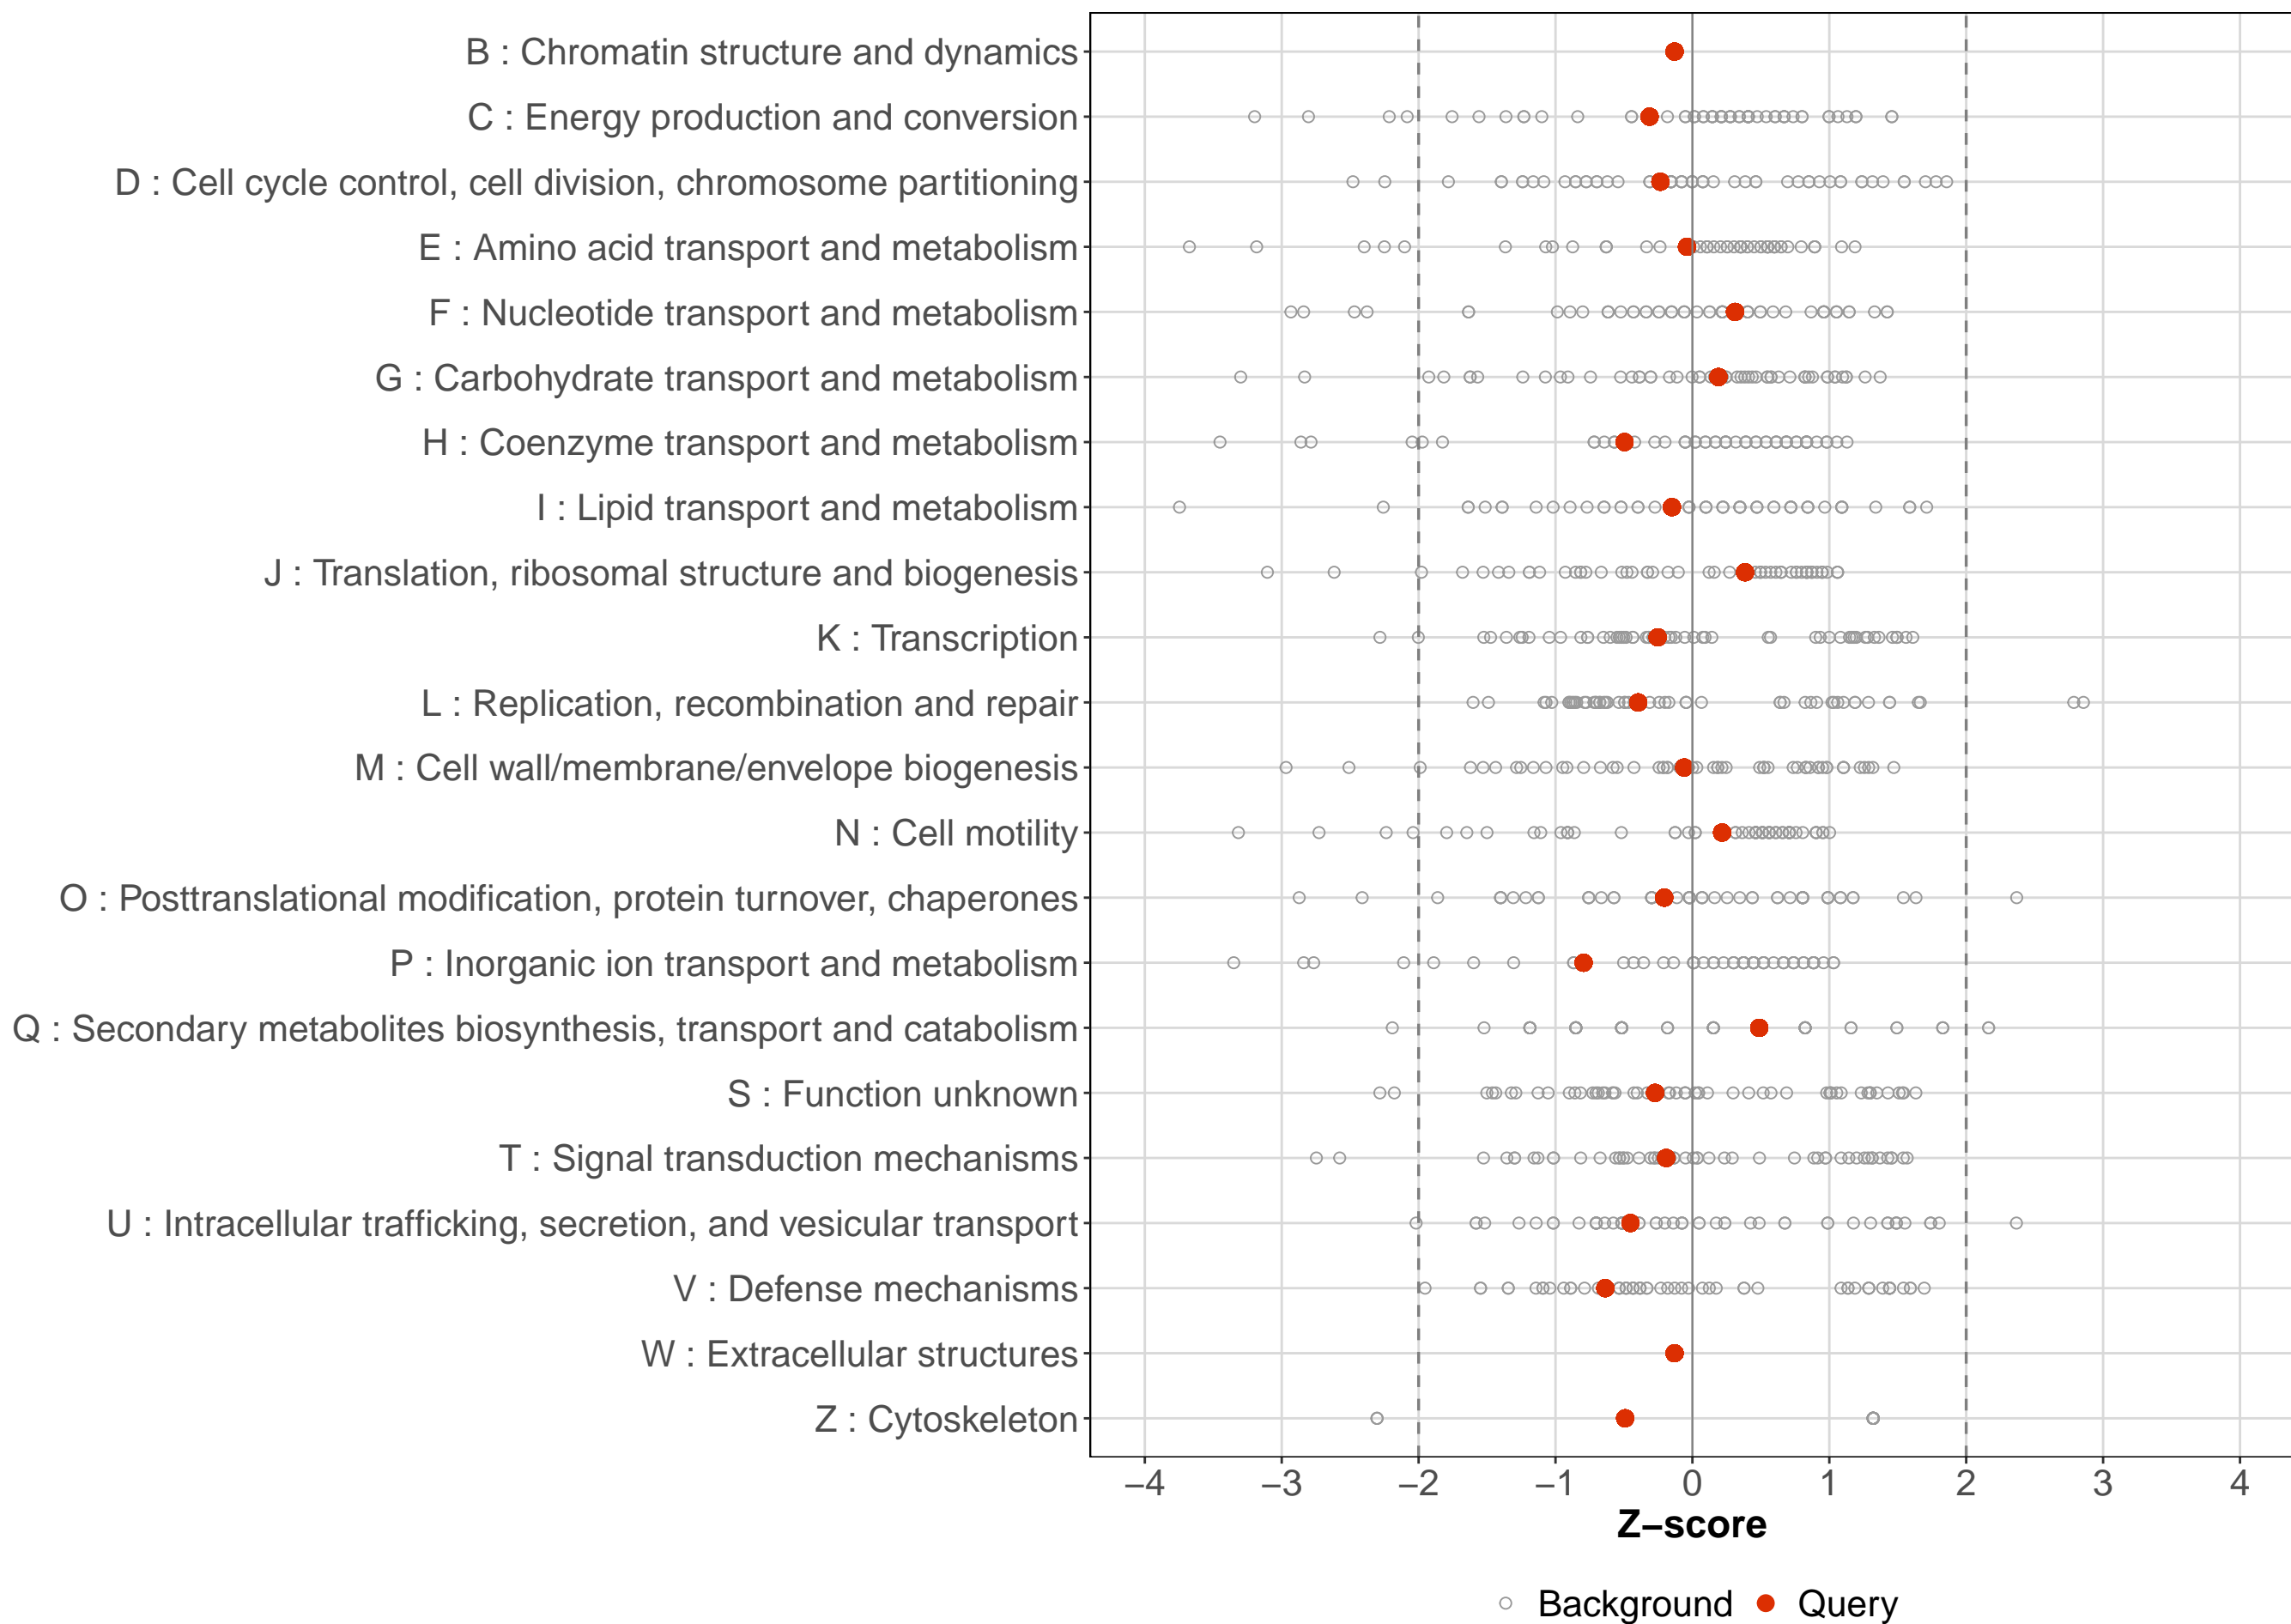 B : Chromatin structure and dynamics
C : Energy production and conversion
D : Cell cycle control, cell division, chromosome partitioning
E : Amino acid transport and metabolism
F : Nucleotide transport and metabolism
G : Carbohydrate transport and metabolism
H : Coenzyme transport and metabolism
I : Lipid transport and metabolism
J : Translation, ribosomal structure and biogenesis
K : Transcription
L : Replication, recombination and repair
M : Cell wall/membrane/envelope biogenesis
N : Cell motility
O : Posttranslational modification, protein turnover, chaperones
P : Inorganic ion transport and metabolism
Q : Secondary metabolites biosynthesis, transport and catabolism
S : Function unknown
T : Signal transduction mechanisms
U : Intracellular trafficking, secretion, and vesicular transport
V : Defense mechanisms
W : Extracellular structures
Z : Cytoskeleton
−4 −3 −2 −1 0 1 2 3 4
Z−score
Background Query